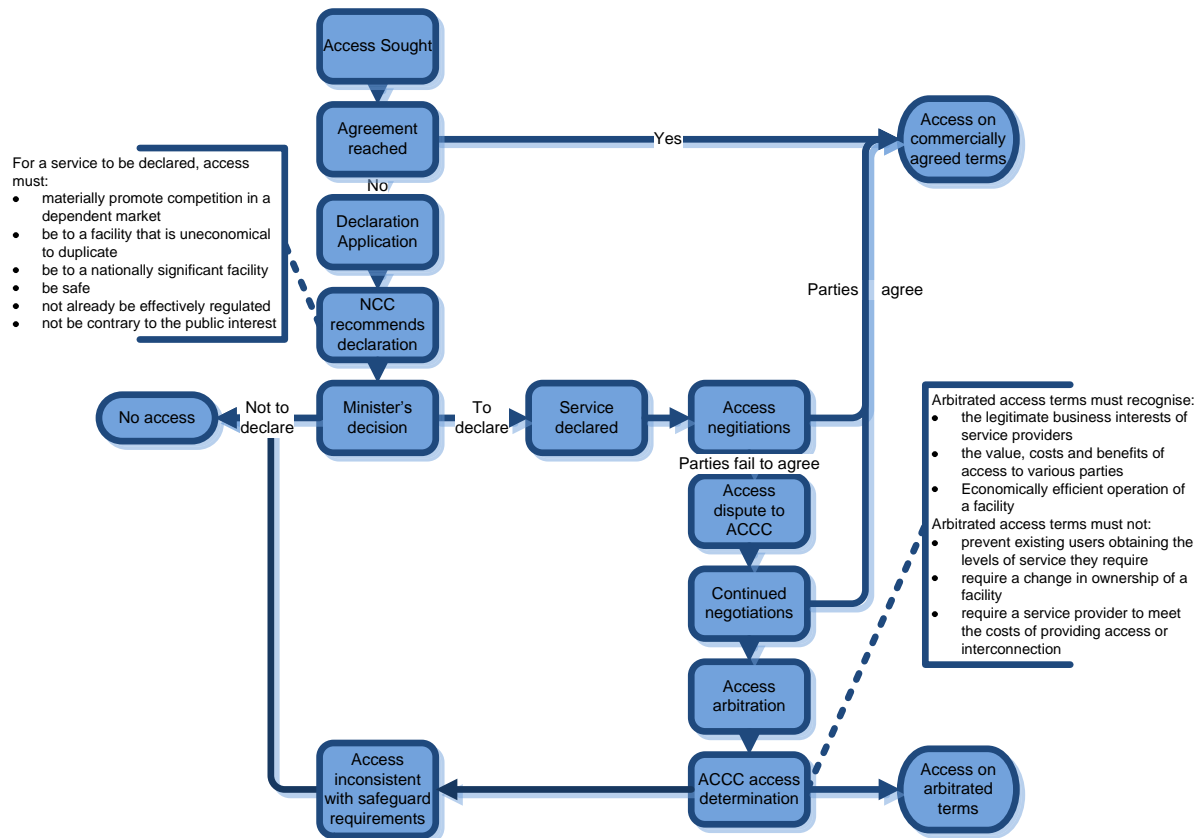 Access Sought
Agreement
reached
Yes
Access on
commercially
agreed terms
No
For a service to be declared, access
must:
• materially promote competition in a
dependent market
• be to a facility that is uneconomical
to duplicate
• be to a nationally significant facility
• be safe
• not already be effectively regulated
• not be contrary to the public interest
Declaration
Application
NCC
recommends
declaration
Parties agree
No access
Not to
declare
Minister's
decision
To
declare
Service
declared
Access
negitiations
Parties fail to agree
Access
dispute to
ACCC
Continued
negotiations
Access
arbitration
Arbitrated access terms must recognise:
• the legitimate business interests of
service providers
• the value, costs and benefits of
access to various parties
• Economically efficient operation of
a facility
Arbitrated access terms must not:
• prevent existing users obtaining the
levels of service they require
• require a change in ownership of a
facility
• require a service provider to meet
the costs of providing access or
interconnection
Access
inconsistent
with safeguard
requirements
ACCC access
determination
Access on
arbitrated
terms